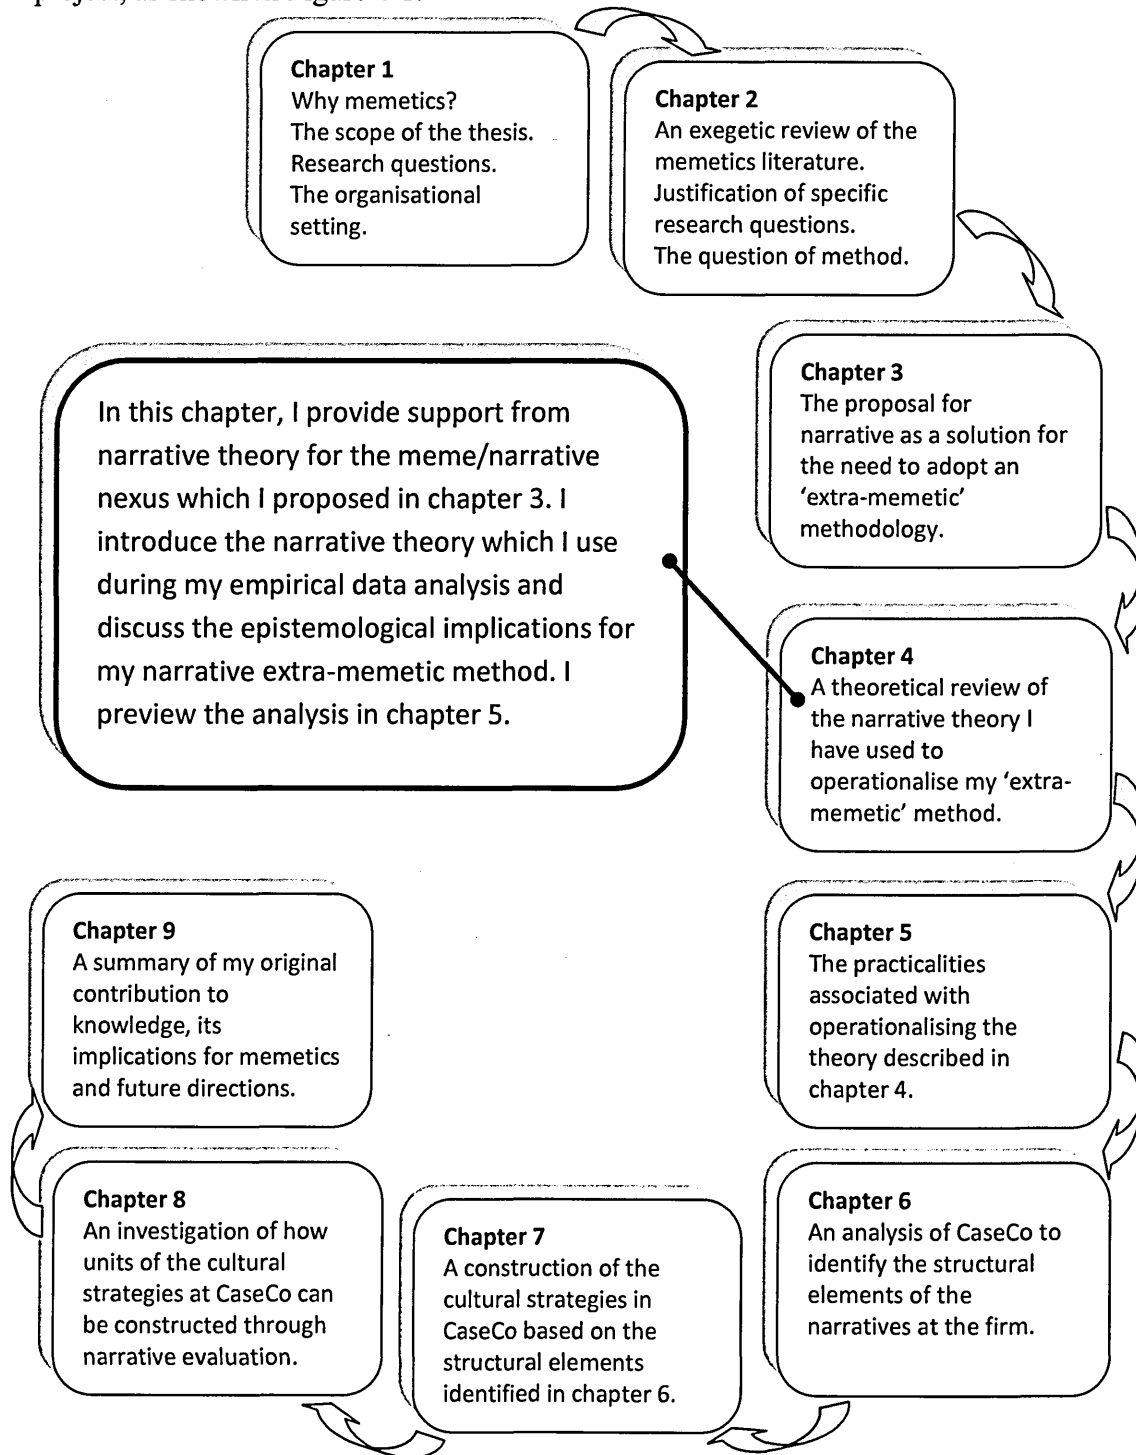 Chapter 1
Why memetics?
The scope of the thesis.
Research questions.
The organisational
setting.
Chapter 2
An exegetic review of the
memetics literature.
Justification of specific
research questions.
The question of method.
Chapter 3
The proposal for
narrative as a solution for
the need to adopt an
‘extra-memetic’
methodology.
In this chapter, I provide support from
narrative theory for the meme/narrative
nexus which I proposed in chapter 3. I
introduce the narrative theory which I use
during my empirical data analysis and
discuss the epistemological implications for
my narrative extra-memetic method. I
preview the analysis in chapter 5.
Chapter 4
A theoretical review of
the narrative theory I
have used to
operationalise my ‘extra-
memetic’ method.
Chapter 5
The practicalities
associated with
operationalising the
theory described in
chapter 4.
Chapter 6
An analysis of CaseCo to
identify the structural
elements of the
narratives at the firm.
Chapter 7
A construction of the
cultural strategies in
CaseCo based on the
structural elements
identified in chapter 6.
Chapter 8
An investigation of how
units of the cultural
strategies at CaseCo can
be constructed through
narrative evaluation.
Chapter 9
A summary of my original
contribution to
knowledge, its
implications for memetics
and future directions.